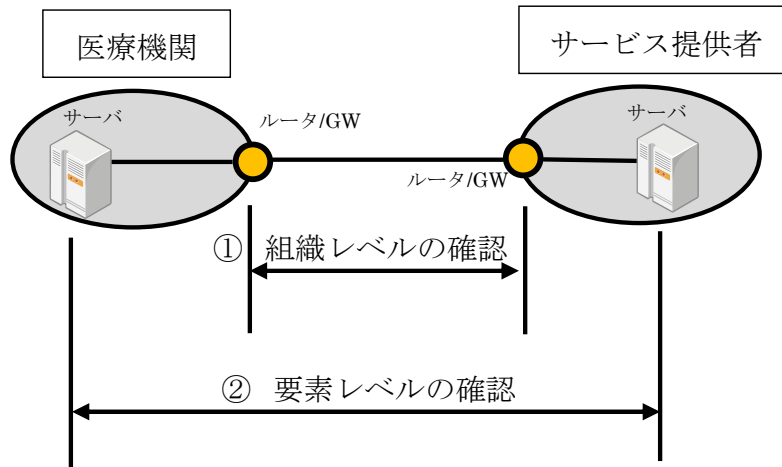 医療機関
サービス提供者
サーバ
ルータ/GW
サーバ
ルータ/GW
① 組織レベルの確認
② 要素レベルの確認